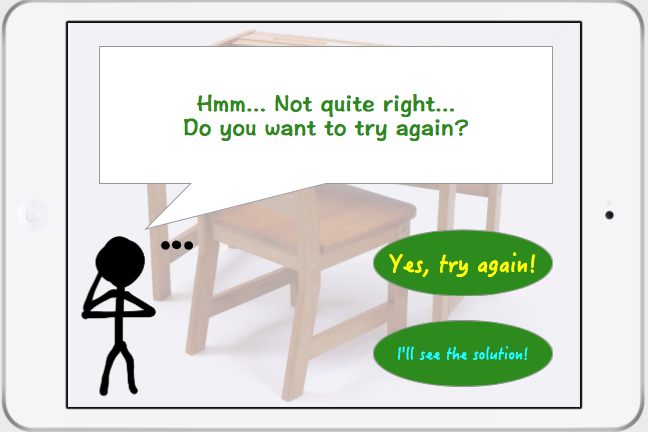 Hmm... Not quite right...
Do you want to try again?
...
Yes, try again!
I'll see the solution!